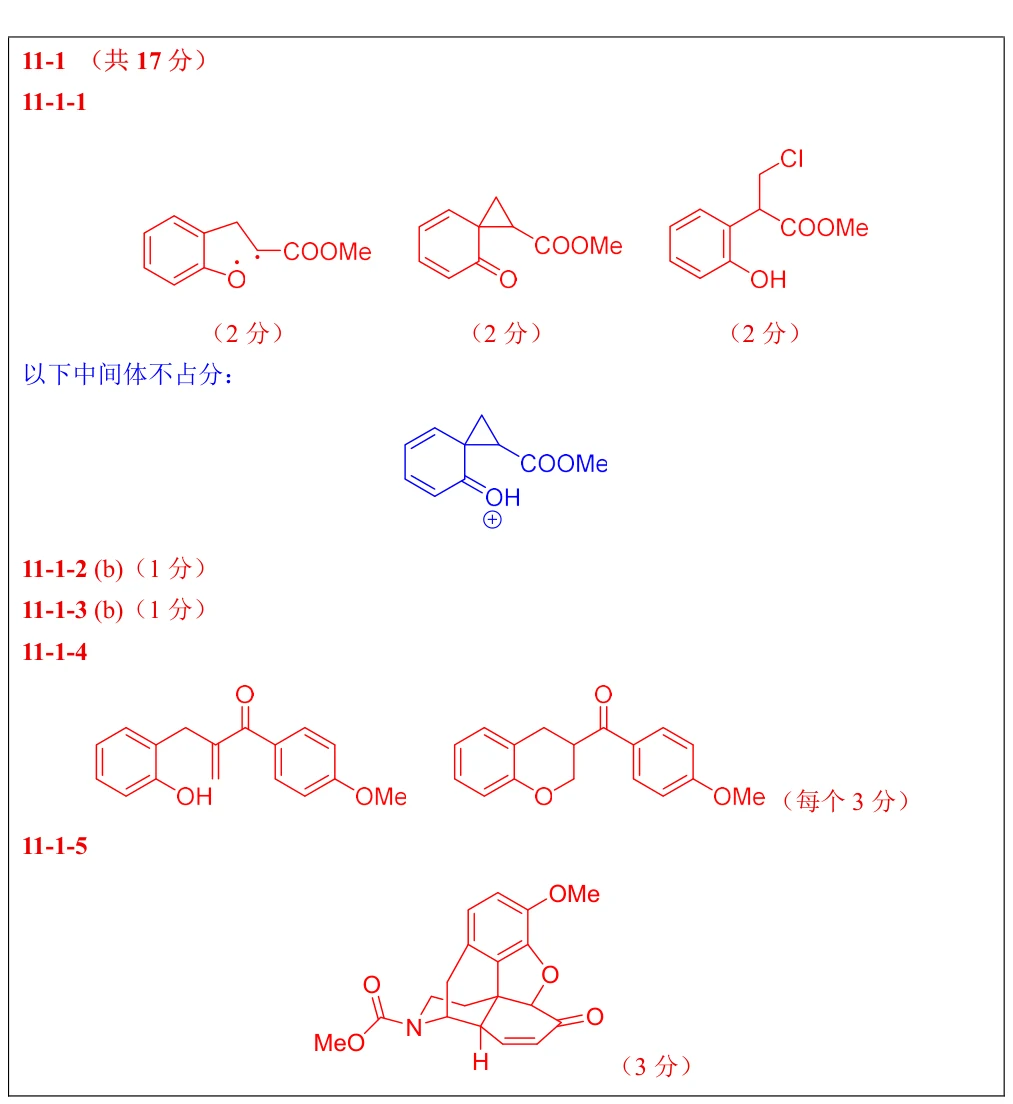 11-1 （共 17 分）
11-1-1
Cl
COOMe COOMe COOMe
O O OH
（2 分） （2 分） （2 分）
以下中间体不占分：
COOMe
OH
⊕
11-1-2 (b)（1 分）
11-1-3 (b)（1 分）
11-1-4
O O
OH OMe O OMe （每个 3 分）
11-1-5
OMe
O
O
N O
MeO
H （3 分）